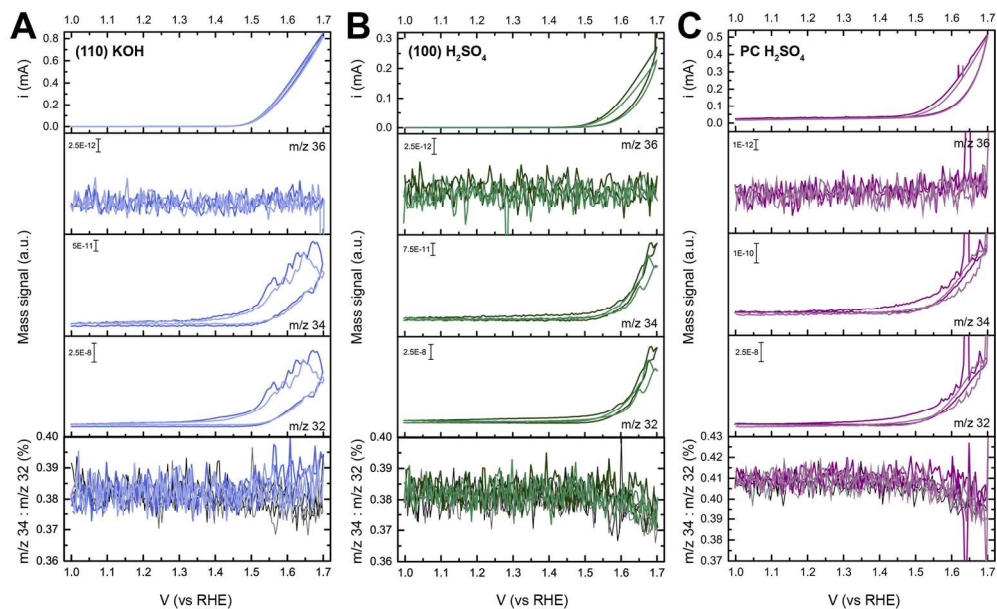 A
1.0 1.1 1.2 1.3 1.4 1.5 1.6 1.7
(110) KOH
i (mA)
0.8
0.6
0.4
0.2
0.0
2.5E-12
m/z 36
Mass signal (a.u.)
5E-11
m/z 34
2.5E-8
m/z 32
m/z 34 : m/z 32 (%)
0.40
0.39
0.38
0.37
0.36
1.0 1.1 1.2 1.3 1.4 1.5 1.6 1.7
V (vs RHE)
B
1.0 1.1 1.2 1.3 1.4 1.5 1.6 1.7
(100) H₂SO₄
i (mA)
0.3
0.2
0.1
0.0
2.5E-12
m/z 36
Mass signal (a.u.)
7.5E-11
m/z 34
2.5E-8
m/z 32
m/z 34 : m/z 32 (%)
0.40
0.39
0.38
0.37
0.36
1.0 1.1 1.2 1.3 1.4 1.5 1.6 1.7
V (vs RHE)
C
1.0 1.1 1.2 1.3 1.4 1.5 1.6 1.7
PC H₂SO₄
i (mA)
0.5
0.4
0.3
0.2
0.1
0.0
1E-12
m/z 36
Mass signal (a.u.)
1E-10
m/z 34
2.5E-8
m/z 32
m/z 34 : m/z 32 (%)
0.43
0.42
0.41
0.40
0.39
0.38
0.37
1.0 1.1 1.2 1.3 1.4 1.5 1.6 1.7
V (vs RHE)